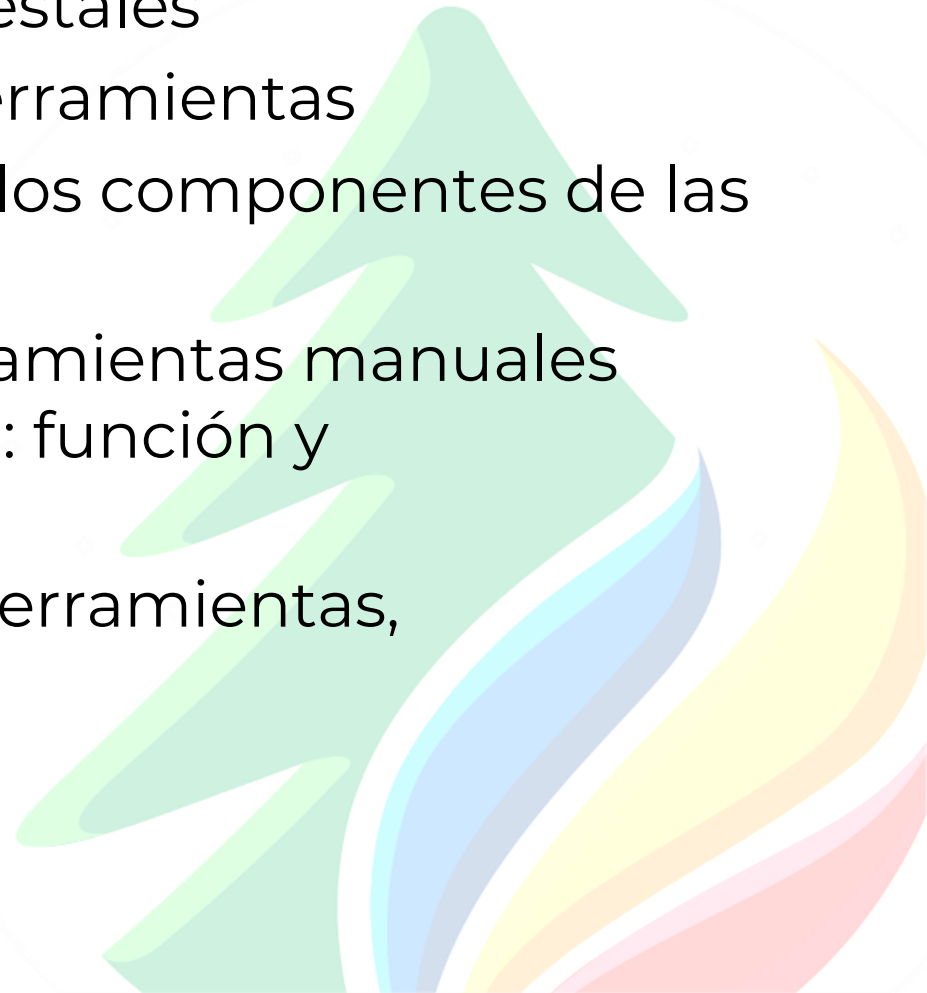 estales
erramientas
los componentes de las
amientas manuales
: función y
erramientas,